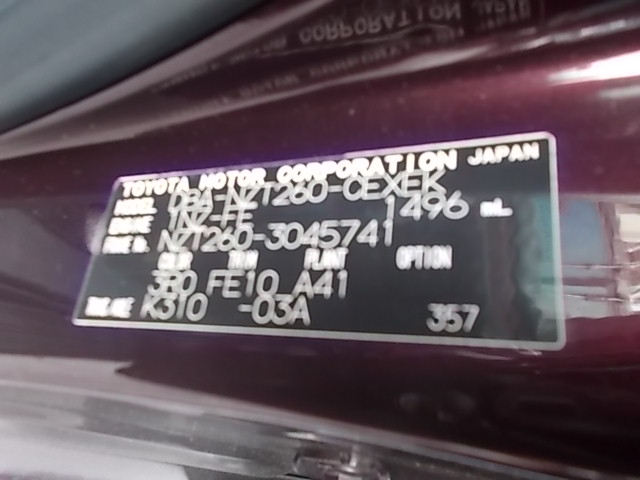 TOYOTA MOTOR CORPORATION JAPAN
MODEL DBA-NZT260-CEXEK
ENGINE 1NZ-FE 1496 mL
FRAME No. NZT260-3045741
COLOR TRIM PLANT OPTION
3R0 FE10 A41
TRANS./AXLE K310 -03A 357